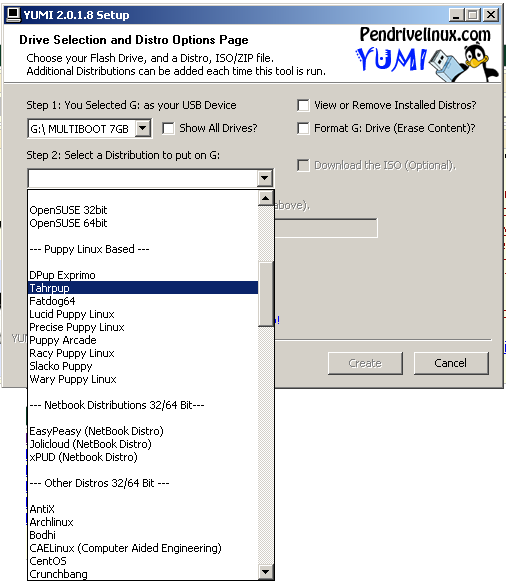 YUMI 2.0.1.8 Setup
Drive Selection and Distro Options Page
Choose your Flash Drive, and a Distro, ISO/ZIP file.
Additional Distributions can be added each time this tool is run.
Pendrivelinux.com
YUMI
Step 1: You Selected G: as your USB Device
View or Remove Installed Distros?
G:\ MULTIBOOT 7GB
Show All Drives?
Format G: Drive (Erase Content)?
Step 2: Select a Distribution to put on G:
Download the ISO (Optional).
above).
OpenSUSE 32bit
OpenSUSE 64bit
--- Puppy Linux Based ---
DPup Exprimo
Tahrpup
Fatdog64
Lucid Puppy Linux
Precise Puppy Linux
Puppy Arcade
Racy Puppy Linux
Slacko Puppy
Wary Puppy Linux
--- Netbook Distributions 32/64 Bit---
EasyPeasy (NetBook Distro)
Jolicloud (NetBook Distro)
xPUD (Netbook Distro)
--- Other Distros 32/64 Bit ---
AntiX
Archlinux
Bodhi
CAELinux (Computer Aided Engineering)
CentOS
Crunchbang
YU
Create
Cancel